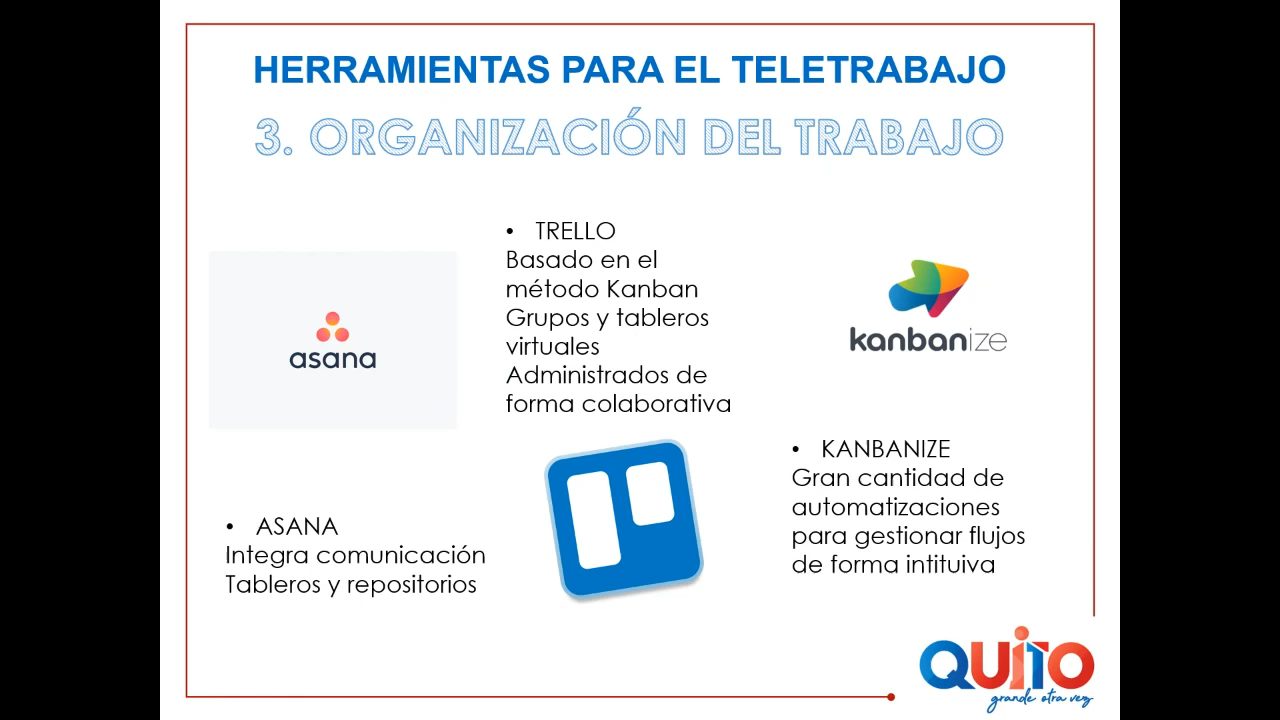 HERRAMIENTAS PARA EL TELETRABAJO
3. ORGANIZACIÓN DEL TRABAJO
asana
• ASANA
Integra comunicación
Tableros y repositorios
• TRELLO
Basado en el
método Kanban
Grupos y tableros
virtuales
Administrados de
forma colaborativa
kanbanize
• KANBANIZE
Gran cantidad de
automatizaciones
para gestionar flujos
de forma intituiva
QUITO
grande otra vez